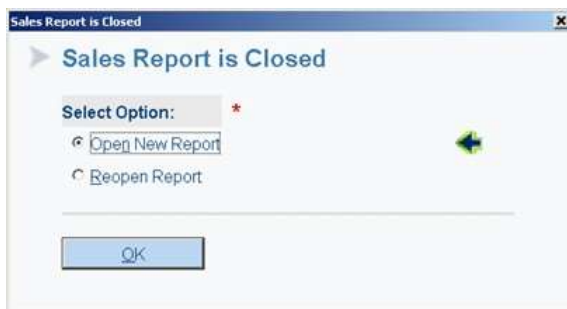 Sales Report is Closed
Sales Report is Closed
Select Option: *
Open New Report
Reopen Report
OK